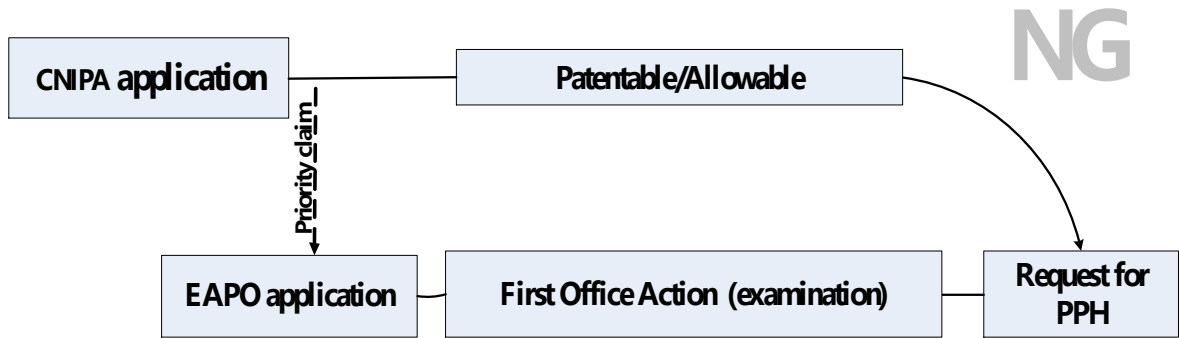 NG
CNIPA application
Patentable/Allowable
Priority claim
EAPO application
First Office Action (examination)
Request for
PPH